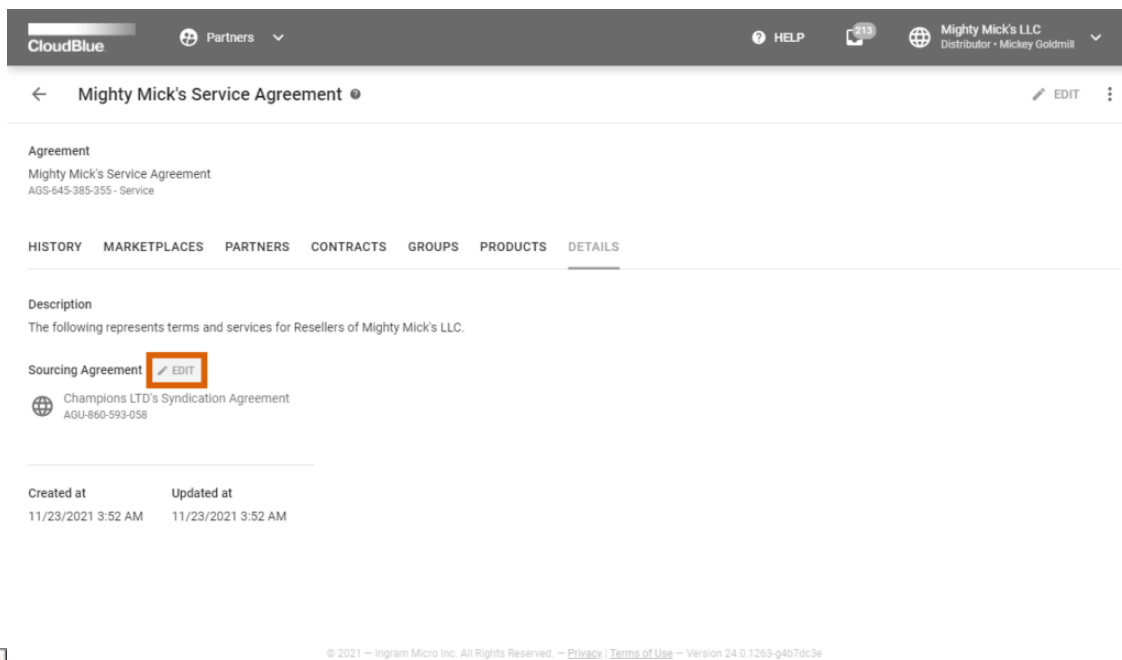 CloudBlue. Partners HELP 213 Mighty Mick's LLC
Distributor • Mickey Goldmill
Mighty Mick's Service Agreement EDIT
Agreement
Mighty Mick's Service Agreement
AGS-645-385-355 - Service
HISTORY MARKETPLACES PARTNERS CONTRACTS GROUPS PRODUCTS DETAILS
Description
The following represents terms and services for Resellers of Mighty Mick's LLC.
Sourcing Agreement EDIT
Champions LTD's Syndication Agreement
AGU-860-593-058
Created at Updated at
11/23/2021 3:52 AM 11/23/2021 3:52 AM
© 2021 — Ingram Micro Inc. All Rights Reserved. — Privacy | Terms of Use — Version 24.0.1263-g4b7dc3e